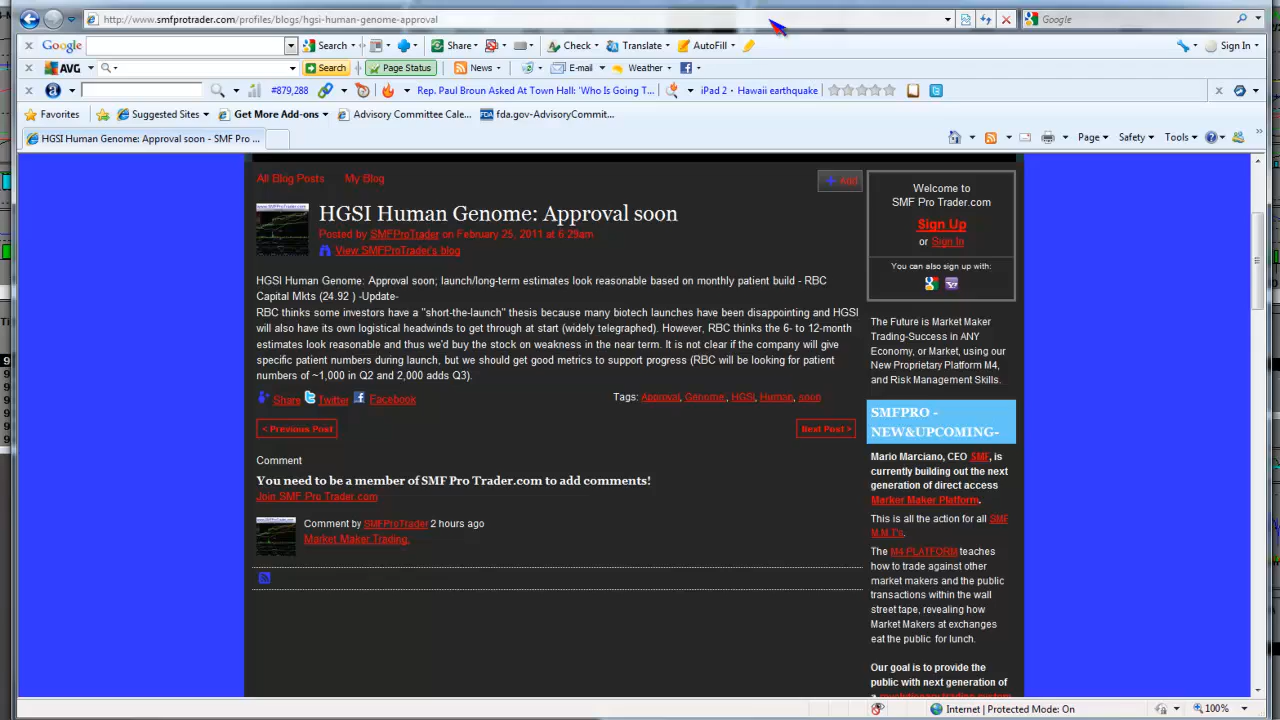 http://www.smfprotrader.com/profiles/blogs/hgsi-human-genome-approval
Google
Google Search Share Check Translate AutoFill Sign In
AVG Search Page Status News E-mail Weather
#879,288 Rep. Paul Broun Asked At Town Hall: 'Who Is Going T... iPad 2 • Hawaii earthquake
Favorites Suggested Sites Get More Add-ons Advisory Committee Cale... fda.gov-AdvisoryCommit...
HGSI Human Genome: Approval soon - SMF Pro ... Page Safety Tools
All Blog Posts My Blog
Add
HGSI Human Genome: Approval soon
Posted by SMFProTrader on February 25, 2011 at 6:29am
View SMFProTrader's blog
HGSI Human Genome: Approval soon; launch/long-term estimates look reasonable based on monthly patient build - RBC
Capital Mkts (24.92 ) -Update-
RBC thinks some investors have a "short-the-launch" thesis because many biotech launches have been disappointing and HGSI
will also have its own logistical headwinds to get through at start (widely telegraphed). However, RBC thinks the 6- to 12-month
estimates look reasonable and thus we'd buy the stock on weakness in the near term. It is not clear if the company will give
specific patient numbers during launch, but we should get good metrics to support progress (RBC will be looking for patient
numbers of ~1,000 in Q2 and 2,000 adds Q3).
Share Twitter Facebook
Tags: Approval, Genome:, HGSI, Human, soon
< Previous Post
Next Post >
Comment
You need to be a member of SMF Pro Trader.com to add comments!
Join SMF Pro Trader.com
Comment by SMFProTrader 2 hours ago
Market Maker Trading,
Welcome to
SMF Pro Trader.com
Sign Up
or Sign In
You can also sign up with:
The Future is Market Maker
Trading-Success in ANY
Economy, or Market, using our
New Proprietary Platform M4,
and Risk Management Skills.
SMFPRO -
NEW&UPCOMING-
Mario Marciano, CEO SMF, is
currently building out the next
generation of direct access
Marker Maker Platform.
This is all the action for all SMF
M.M.T's.
The M4 PLATFORM teaches
how to trade against other
market makers and the public
transactions within the wall
street tape, revealing how
Market Makers at exchanges
eat the public for lunch.
Our goal is to provide the
public with next generation of
a revolutionary trading system
Internet | Protected Mode: On
100%